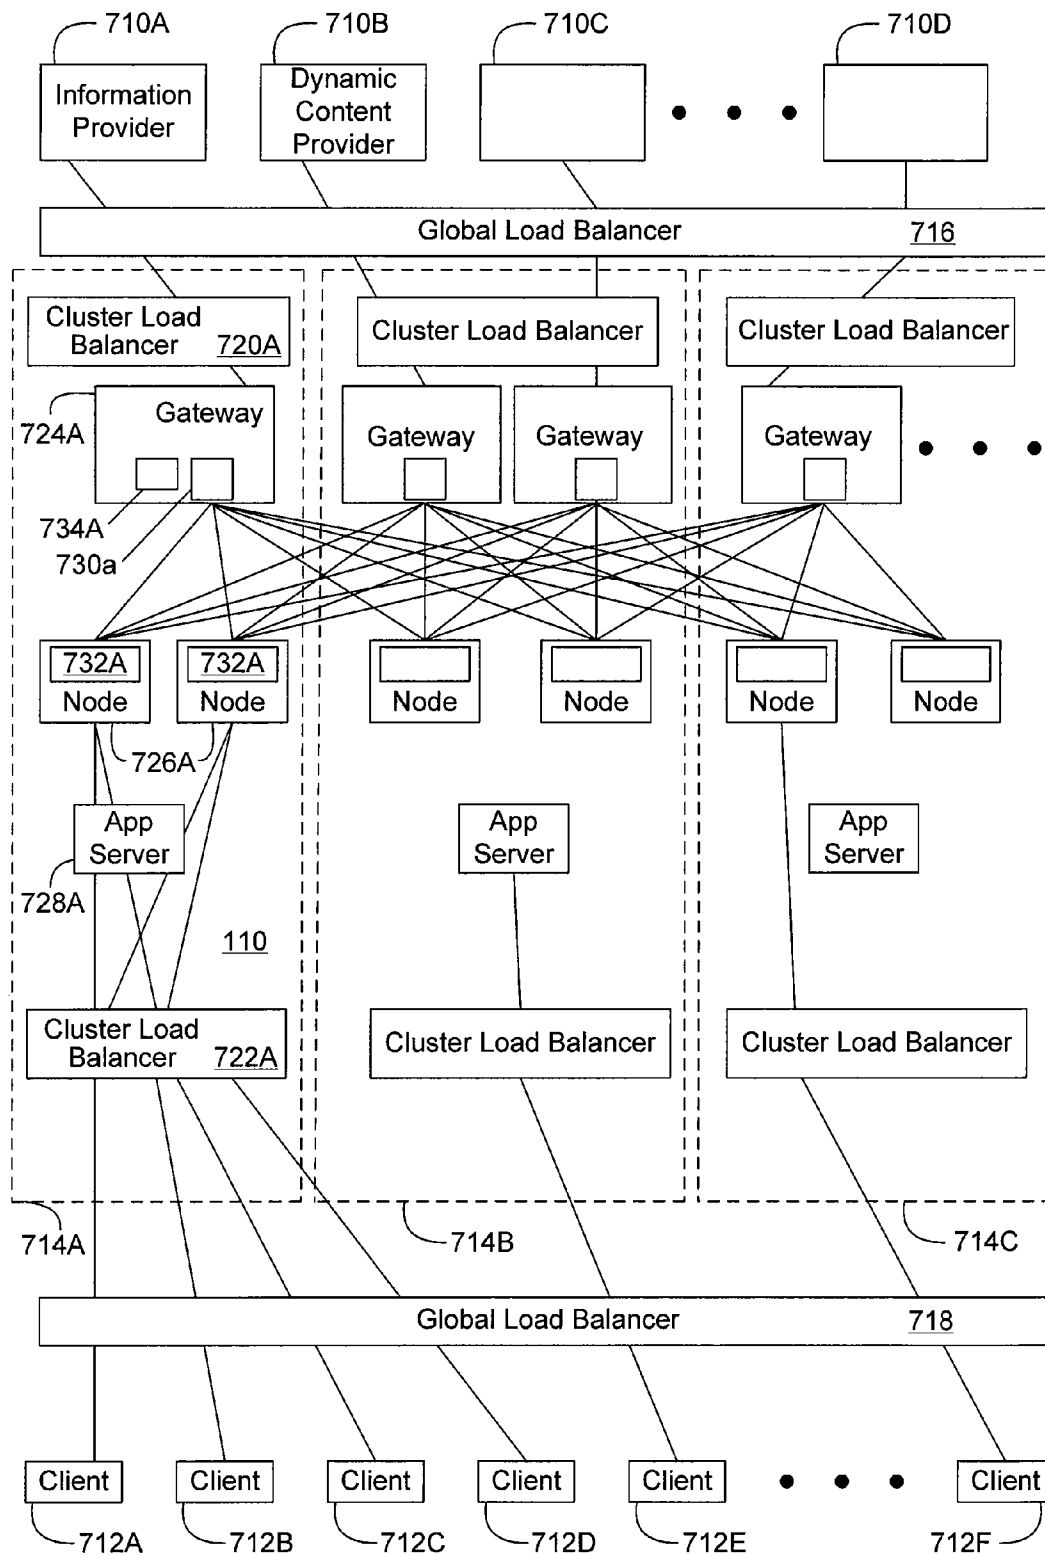 710A
710B
710C
710D
Information
Provider
Dynamic
Content
Provider
Global Load Balancer 716
Cluster Load
Balancer 720A
Cluster Load Balancer
Cluster Load Balancer
724A
Gateway
Gateway
Gateway
Gateway
734A
730a
732A
732A
Node
Node
Node
Node
Node
Node
726A
App
Server
App
Server
App
Server
728A
110
Cluster Load
Balancer 722A
Cluster Load Balancer
Cluster Load Balancer
714A
714B
714C
Global Load Balancer 718
Client
Client
Client
Client
Client
Client
712A
712B
712C
712D
712E
712F